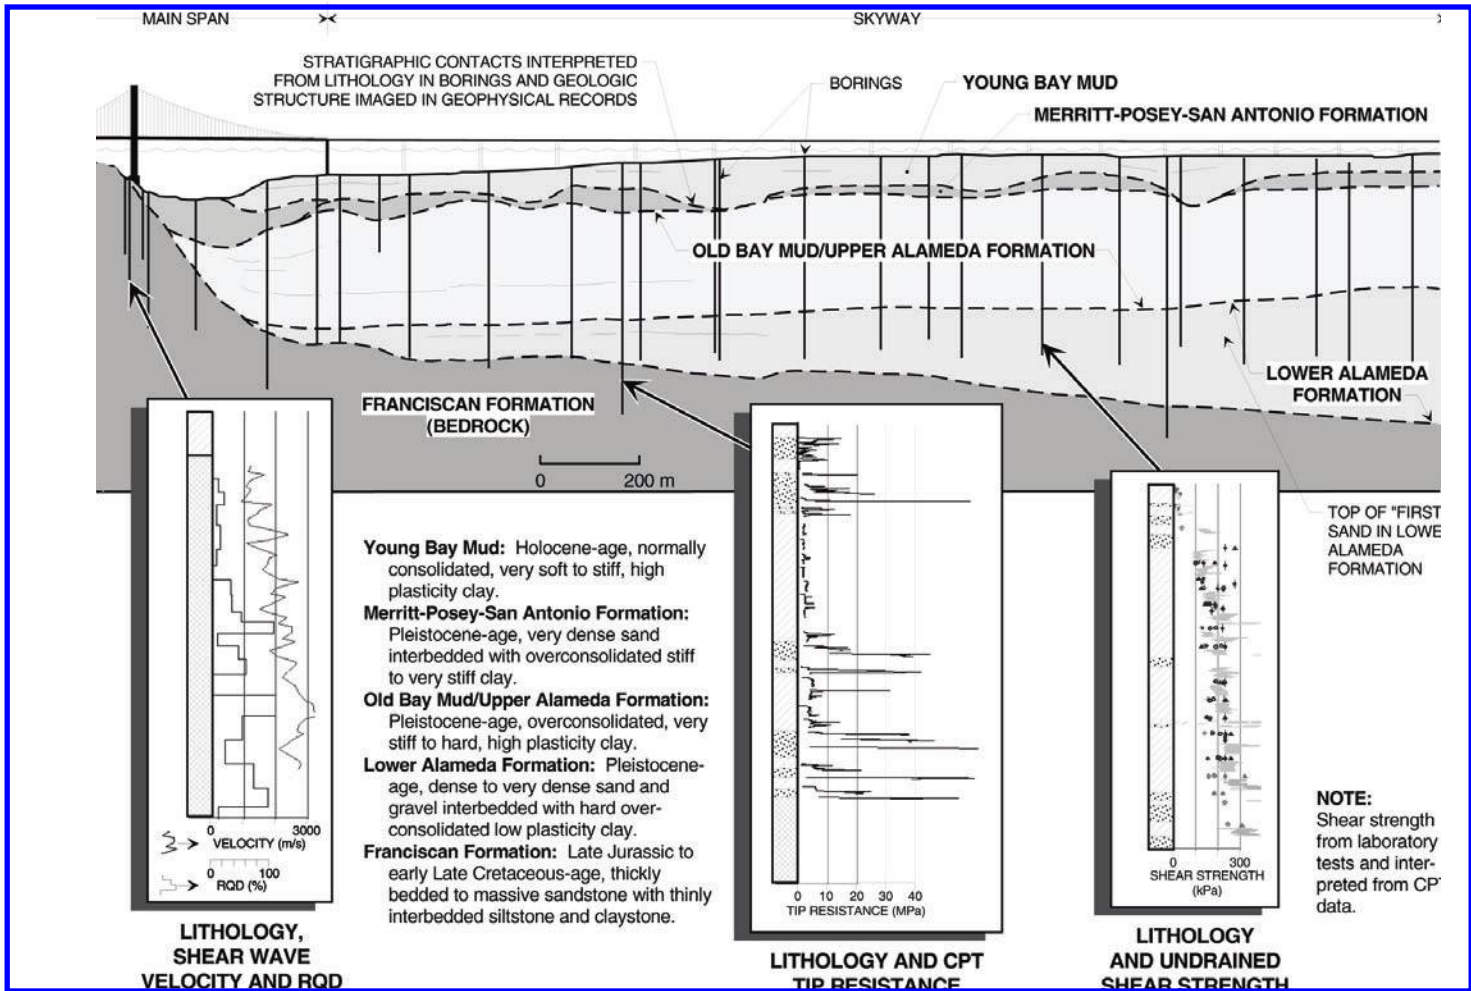 MAIN SPAN
SKYWAY
STRATIGRAPHIC CONTACTS INTERPRETED
FROM LITHOLOGY IN BORINGS AND GEOLOGIC
STRUCTURE IMAGED IN GEOPHYSICAL RECORDS
BORINGS
YOUNG BAY MUD
MERRITT-POSEY-SAN ANTONIO FORMATION
OLD BAY MUD/UPPER ALAMEDA FORMATION
LOWER ALAMEDA
FORMATION
FRANCISCAN FORMATION
(BEDROCK)
0 200 m
TOP OF "FIRST
SAND IN LOWE
ALAMEDA
FORMATION
Young Bay Mud: Holocene-age, normally
consolidated, very soft to stiff, high
plasticity clay.
Merritt-Posey-San Antonio Formation:
Pleistocene-age, very dense sand
interbedded with overconsolidated stiff
to very stiff clay.
Old Bay Mud/Upper Alameda Formation:
Pleistocene-age, overconsolidated, very
stiff to hard, high plasticity clay.
Lower Alameda Formation: Pleistocene-
age, dense to very dense sand and
gravel interbedded with hard over-
consolidated low plasticity clay.
Franciscan Formation: Late Jurassic to
early Late Cretaceous-age, thickly
bedded to massive sandstone with thinly
interbedded siltstone and claystone.
0 3000
VELOCITY (m/s)
0 100
RQD (%)
LITHOLOGY,
SHEAR WAVE
VELOCITY AND RQD
0 10 20 30 40
TIP RESISTANCE (MPa)
LITHOLOGY AND CPT
TIP RESISTANCE
0 300
SHEAR STRENGTH
(kPa)
LITHOLOGY
AND UNDRAINED
SHEAR STRENGTH
NOTE:
Shear strength
from laboratory
tests and inter-
preted from CPT
data.